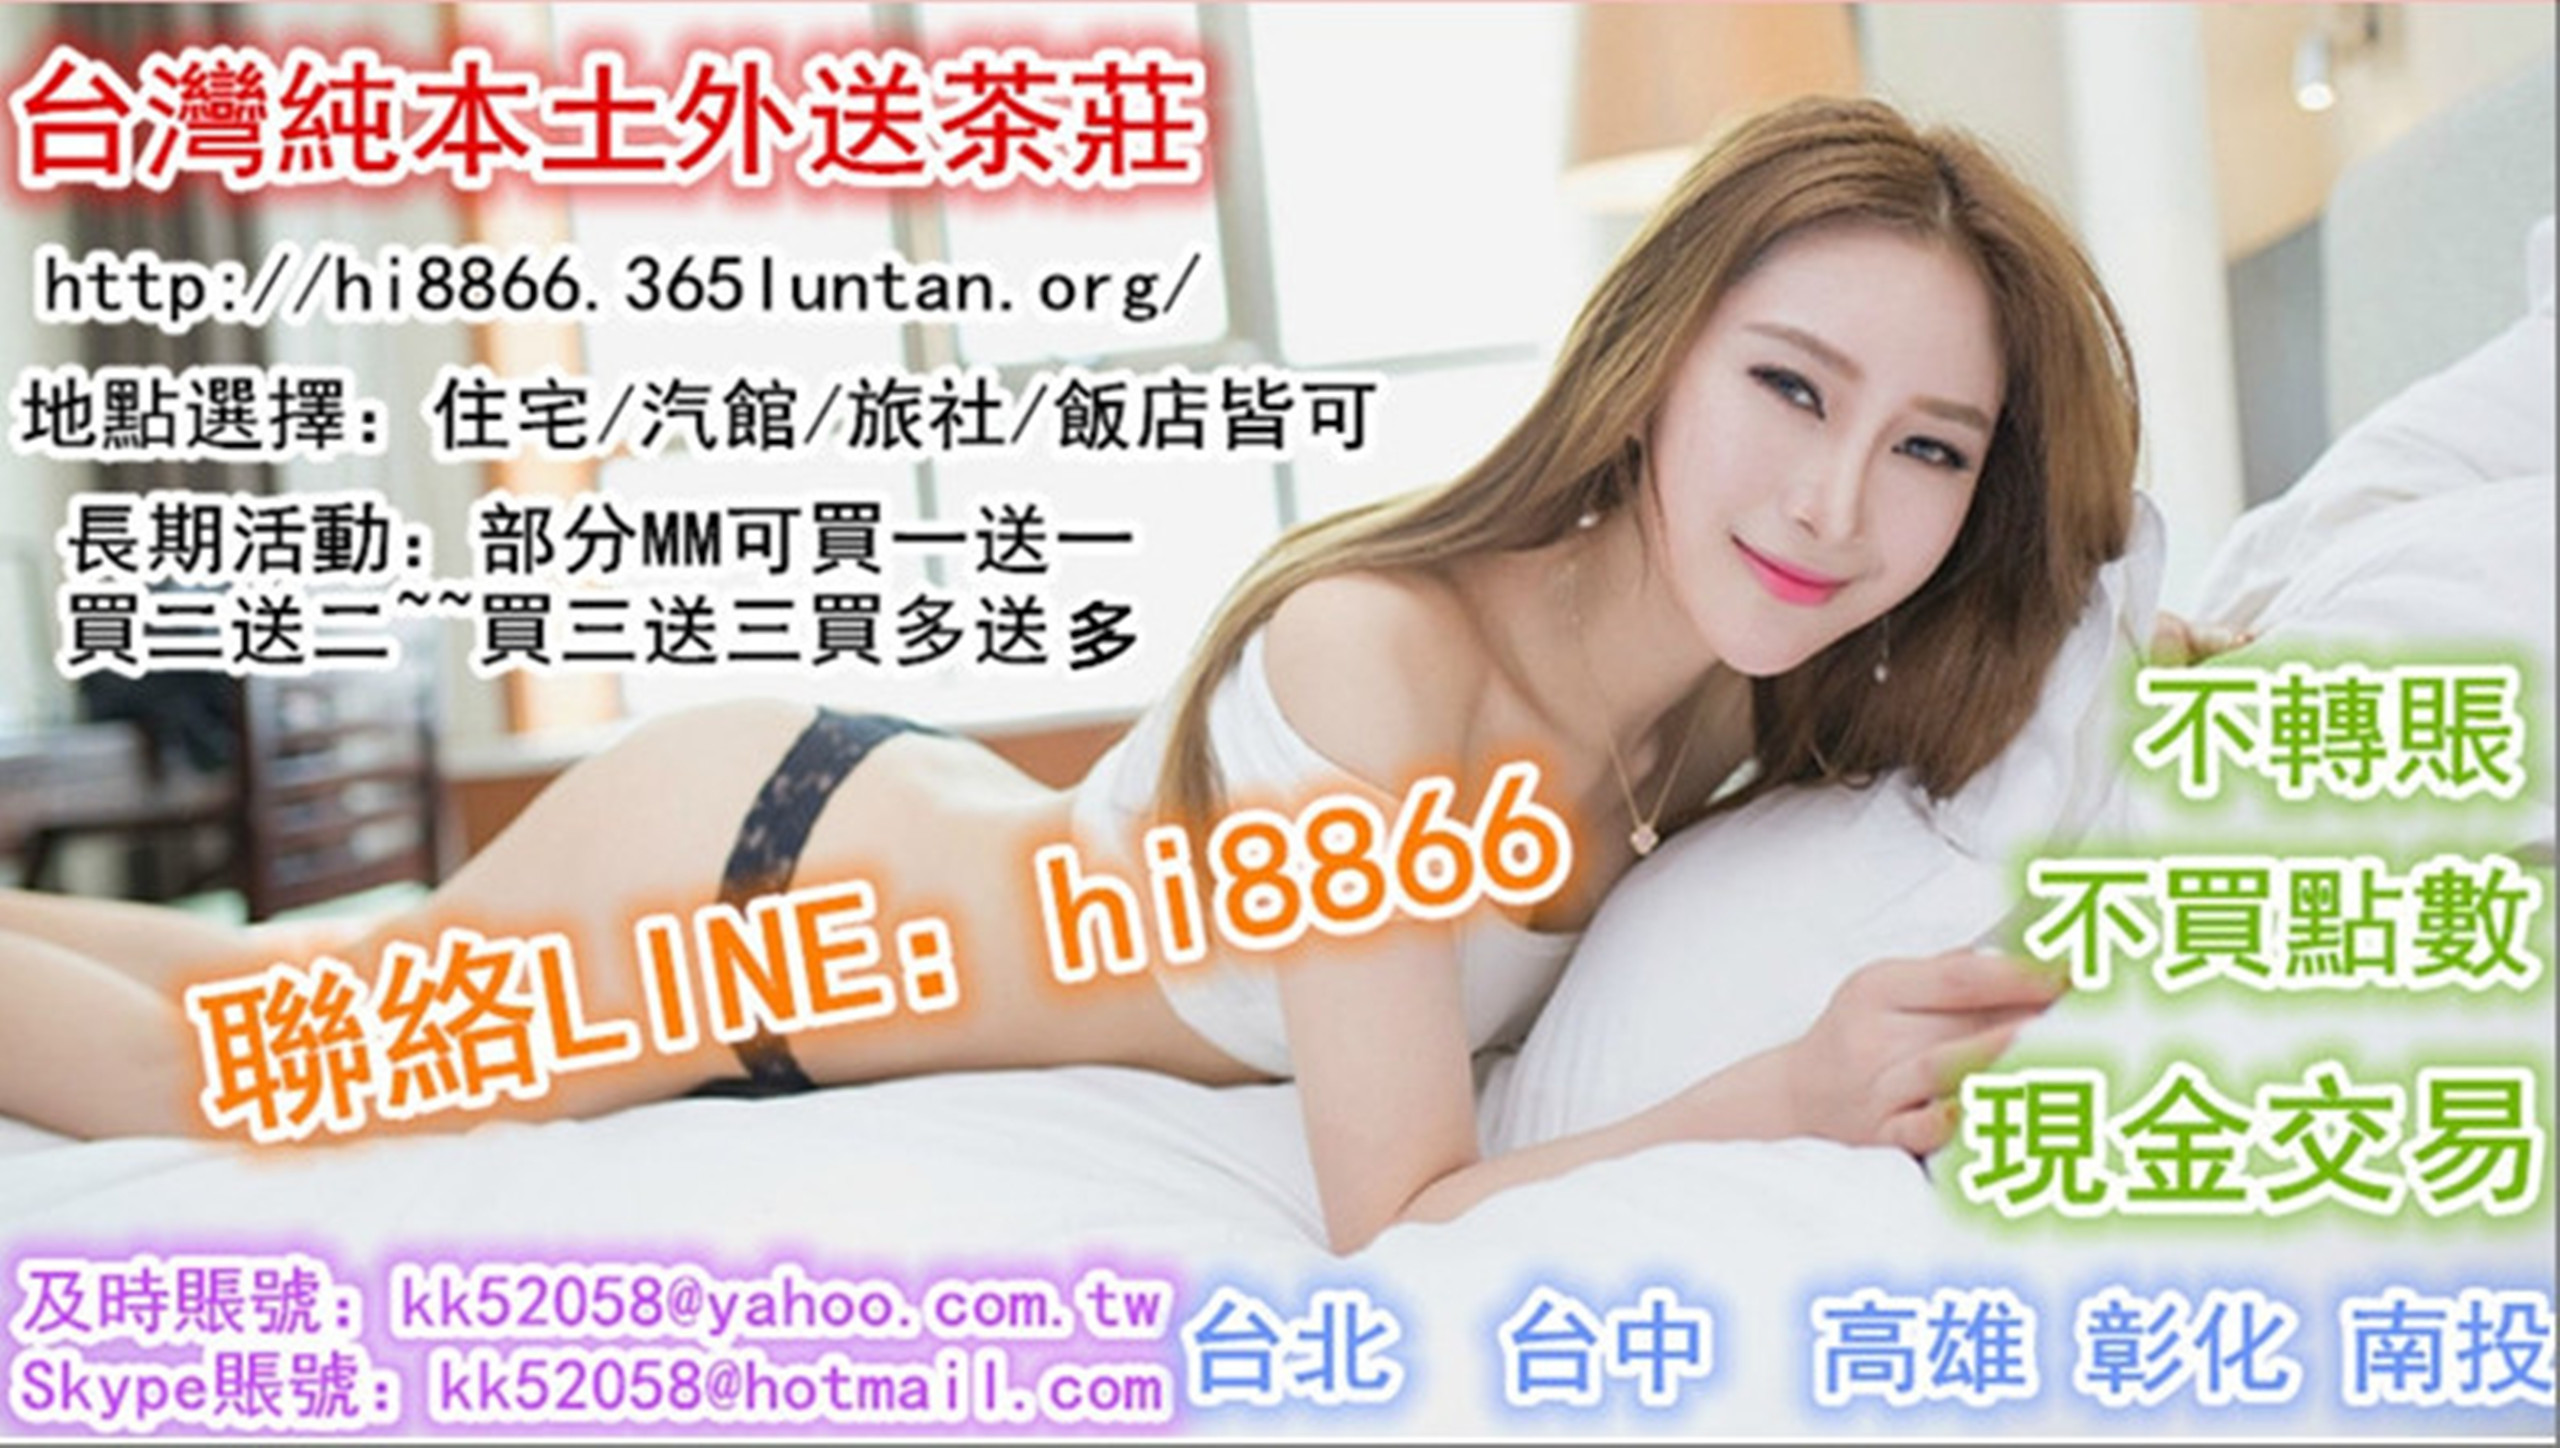 台灣純本土外送茶莊
http://hi8866.365luntan.org/
地點選擇：住宅/汽館/旅社/飯店皆可
長期活動：部分MM可買一送一
買二送二~~買三送三買多送多
聯絡LINE：hi8866
不轉賬
不買點數
現金交易
及時賬號：kk52058@yahoo.com.tw
Skype賬號：kk52058@hotmail.com
台北 台中 高雄 彰化 南投